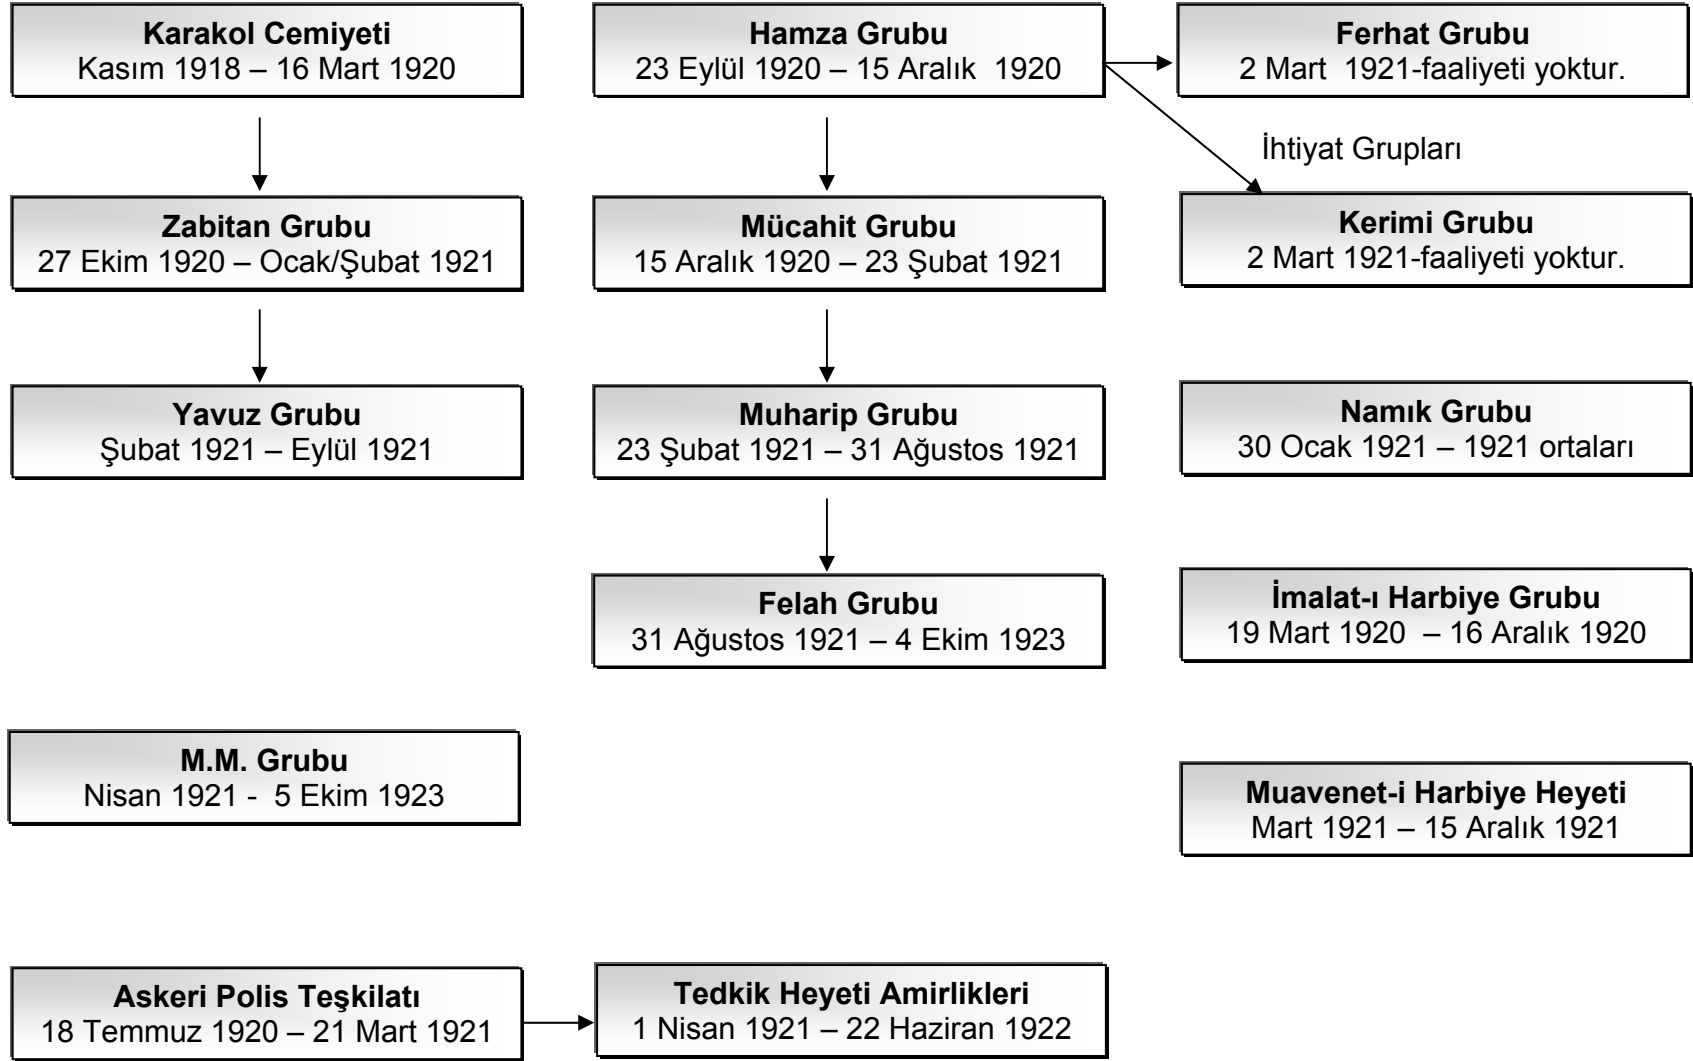 Karakol Cemiyeti
Kasım 1918 – 16 Mart 1920
Hamza Grubu
23 Eylül 1920 – 15 Aralık 1920
Ferhat Grubu
2 Mart 1921-faaliyeti yoktur.
İhtiyat Grupları
Zabitan Grubu
27 Ekim 1920 – Ocak/Şubat 1921
Mücahit Grubu
15 Aralık 1920 – 23 Şubat 1921
Kerimi Grubu
2 Mart 1921-faaliyeti yoktur.
Yavuz Grubu
Şubat 1921 – Eylül 1921
Muharip Grubu
23 Şubat 1921 – 31 Ağustos 1921
Namık Grubu
30 Ocak 1921 – 1921 ortaları
Felah Grubu
31 Ağustos 1921 – 4 Ekim 1923
İmalat-ı Harbiye Grubu
19 Mart 1920 – 16 Aralık 1920
M.M. Grubu
Nisan 1921 - 5 Ekim 1923
Muavenet-i Harbiye Heyeti
Mart 1921 – 15 Aralık 1921
Askeri Polis Teşkilatı
18 Temmuz 1920 – 21 Mart 1921
Tedkik Heyeti Amirlikleri
1 Nisan 1921 – 22 Haziran 1922